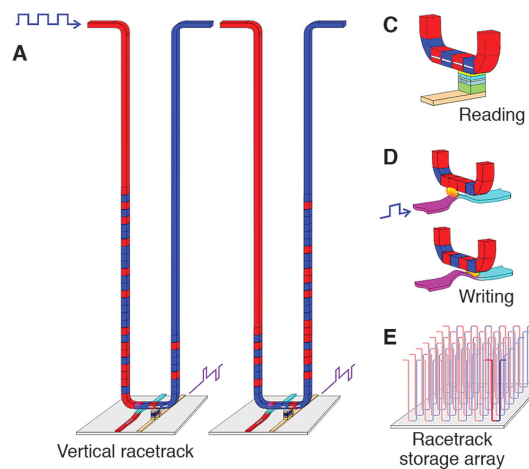 A
Vertical racetrack
C
Reading
D
Writing
E
Racetrack
storage array